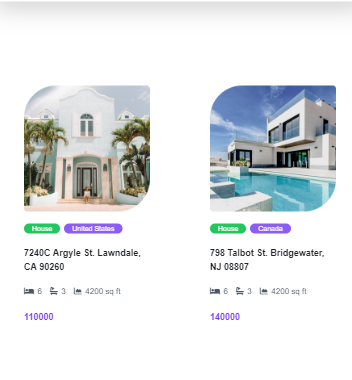 House United States
7240C Argyle St. Lawndale,
CA 90260
6 3 4200 sq ft
110000
House Canada
798 Talbot St. Bridgewater,
NJ 08807
6 3 4200 sq ft
140000